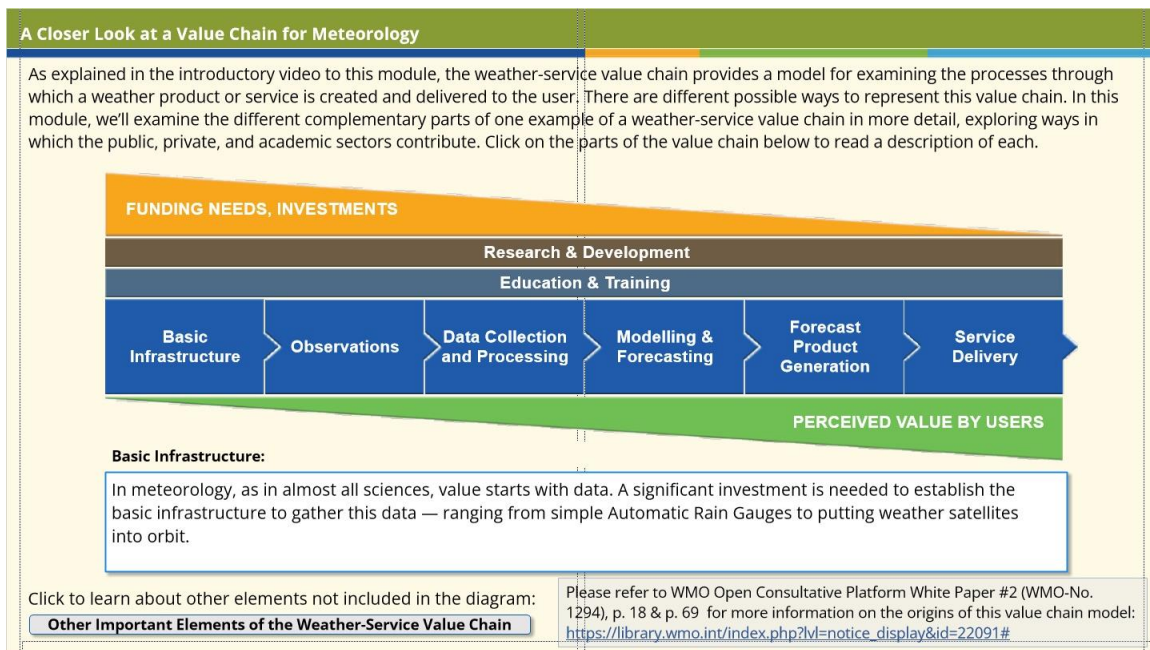 A Closer Look at a Value Chain for Meteorology
As explained in the introductory video to this module, the weather-service value chain provides a model for examining the processes through
which a weather product or service is created and delivered to the user. There are different possible ways to represent this value chain. In this
module, we'll examine the different complementary parts of one example of a weather-service value chain in more detail, exploring ways in
which the public, private, and academic sectors contribute. Click on the parts of the value chain below to read a description of each.
FUNDING NEEDS, INVESTMENTS
Research & Development
Education & Training
Basic
Infrastructure
Observations
Data Collection
and Processing
Modelling &
Forecasting
Forecast
Product
Generation
Service
Delivery
PERCEIVED VALUE BY USERS
Basic Infrastructure:
In meteorology, as in almost all sciences, value starts with data. A significant investment is needed to establish the
basic infrastructure to gather this data — ranging from simple Automatic Rain Gauges to putting weather satellites
into orbit.
Click to learn about other elements not included in the diagram:
Other Important Elements of the Weather-Service Value Chain
Please refer to WMO Open Consultative Platform White Paper #2 (WMO-No.
1294), p. 18 & p. 69 for more information on the origins of this value chain model:
https://library.wmo.int/index.php?lvl=notice_display&id=22091#